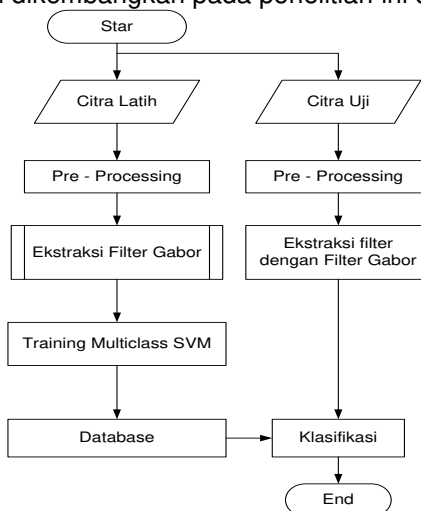 dikembangkan pada penelitian ini
Star
Citra Latih
Citra Uji
Pre - Processing
Pre - Processing
Ekstraksi Filter Gabor
Ekstraksi filter
dengan Filter Gabor
Training Multiclass SVM
Database
Klasifikasi
End